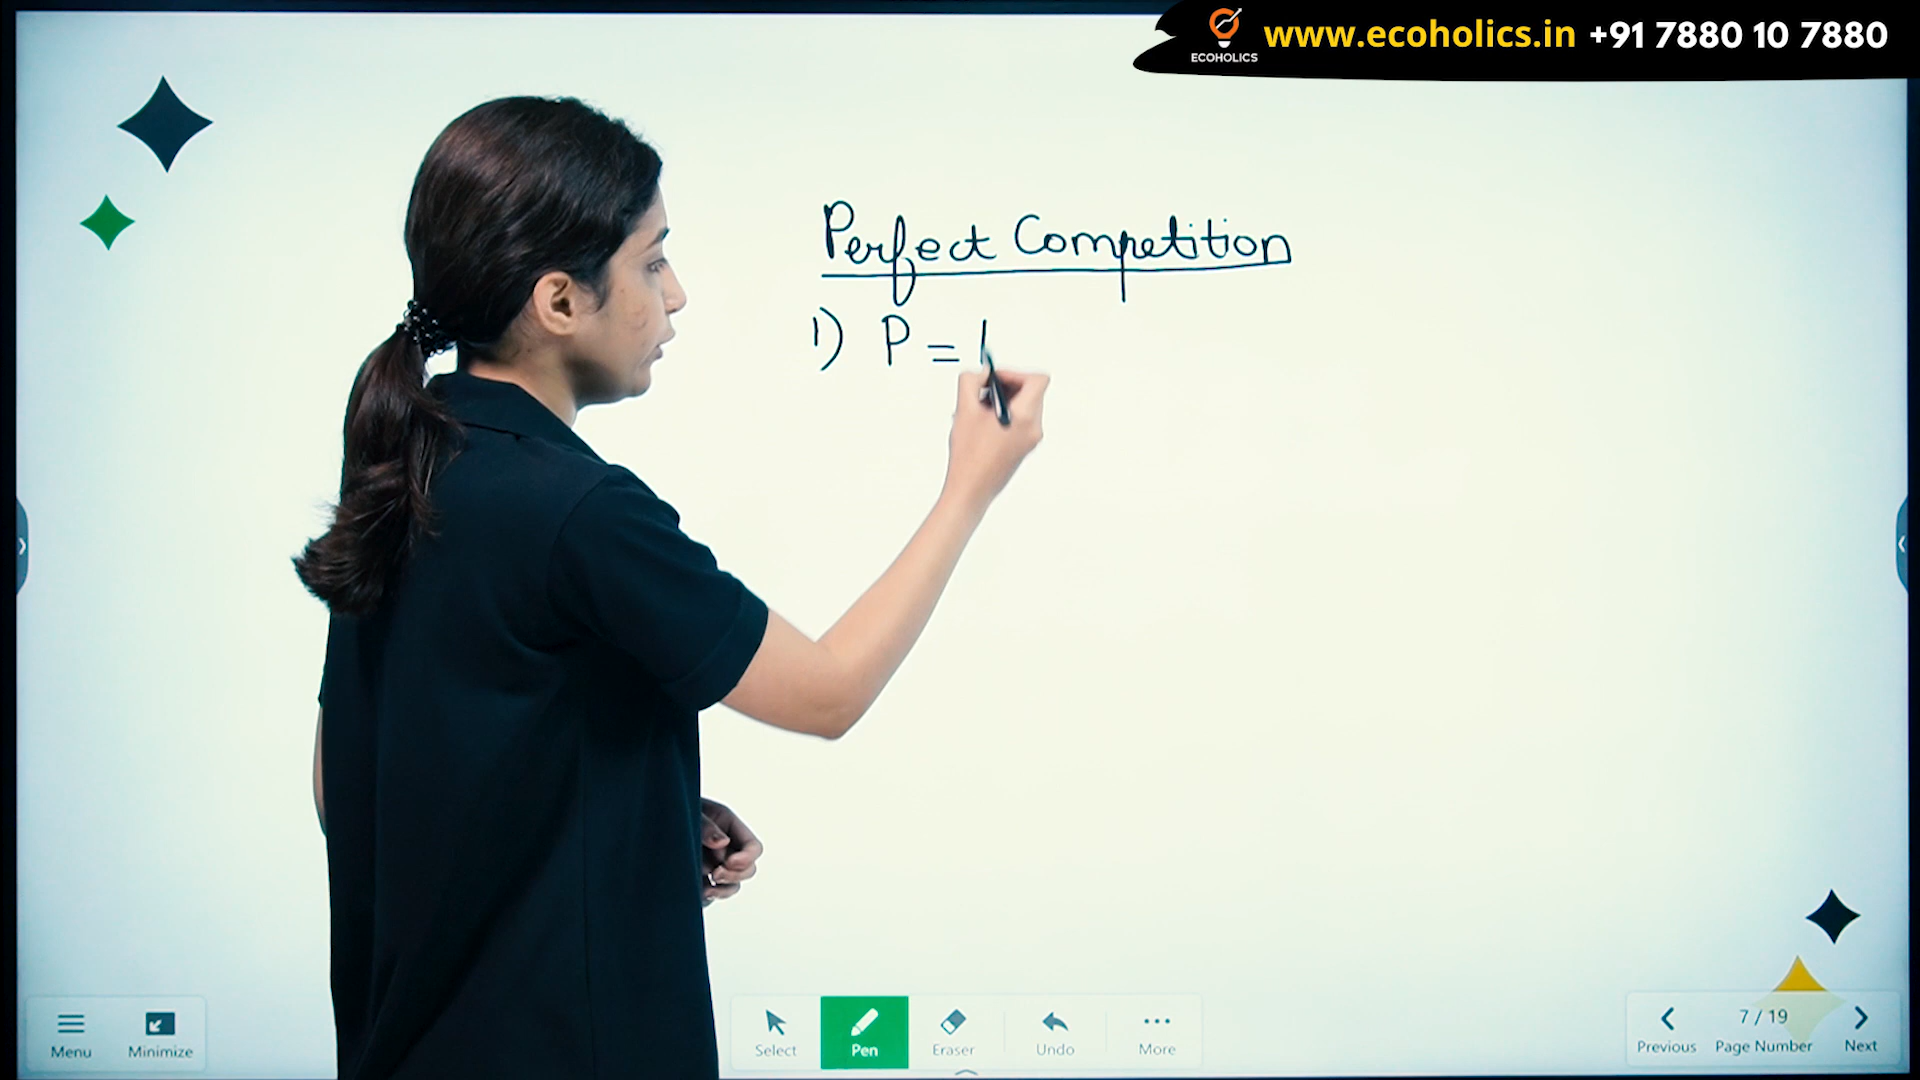 ECOHOLICS
www.ecoholics.in +91 7880 10 7880
Perfect Competition
1) P =
Menu
Minimize
Select
Pen
Eraser
Undo
More
Previous
7 / 19
Page Number
Next